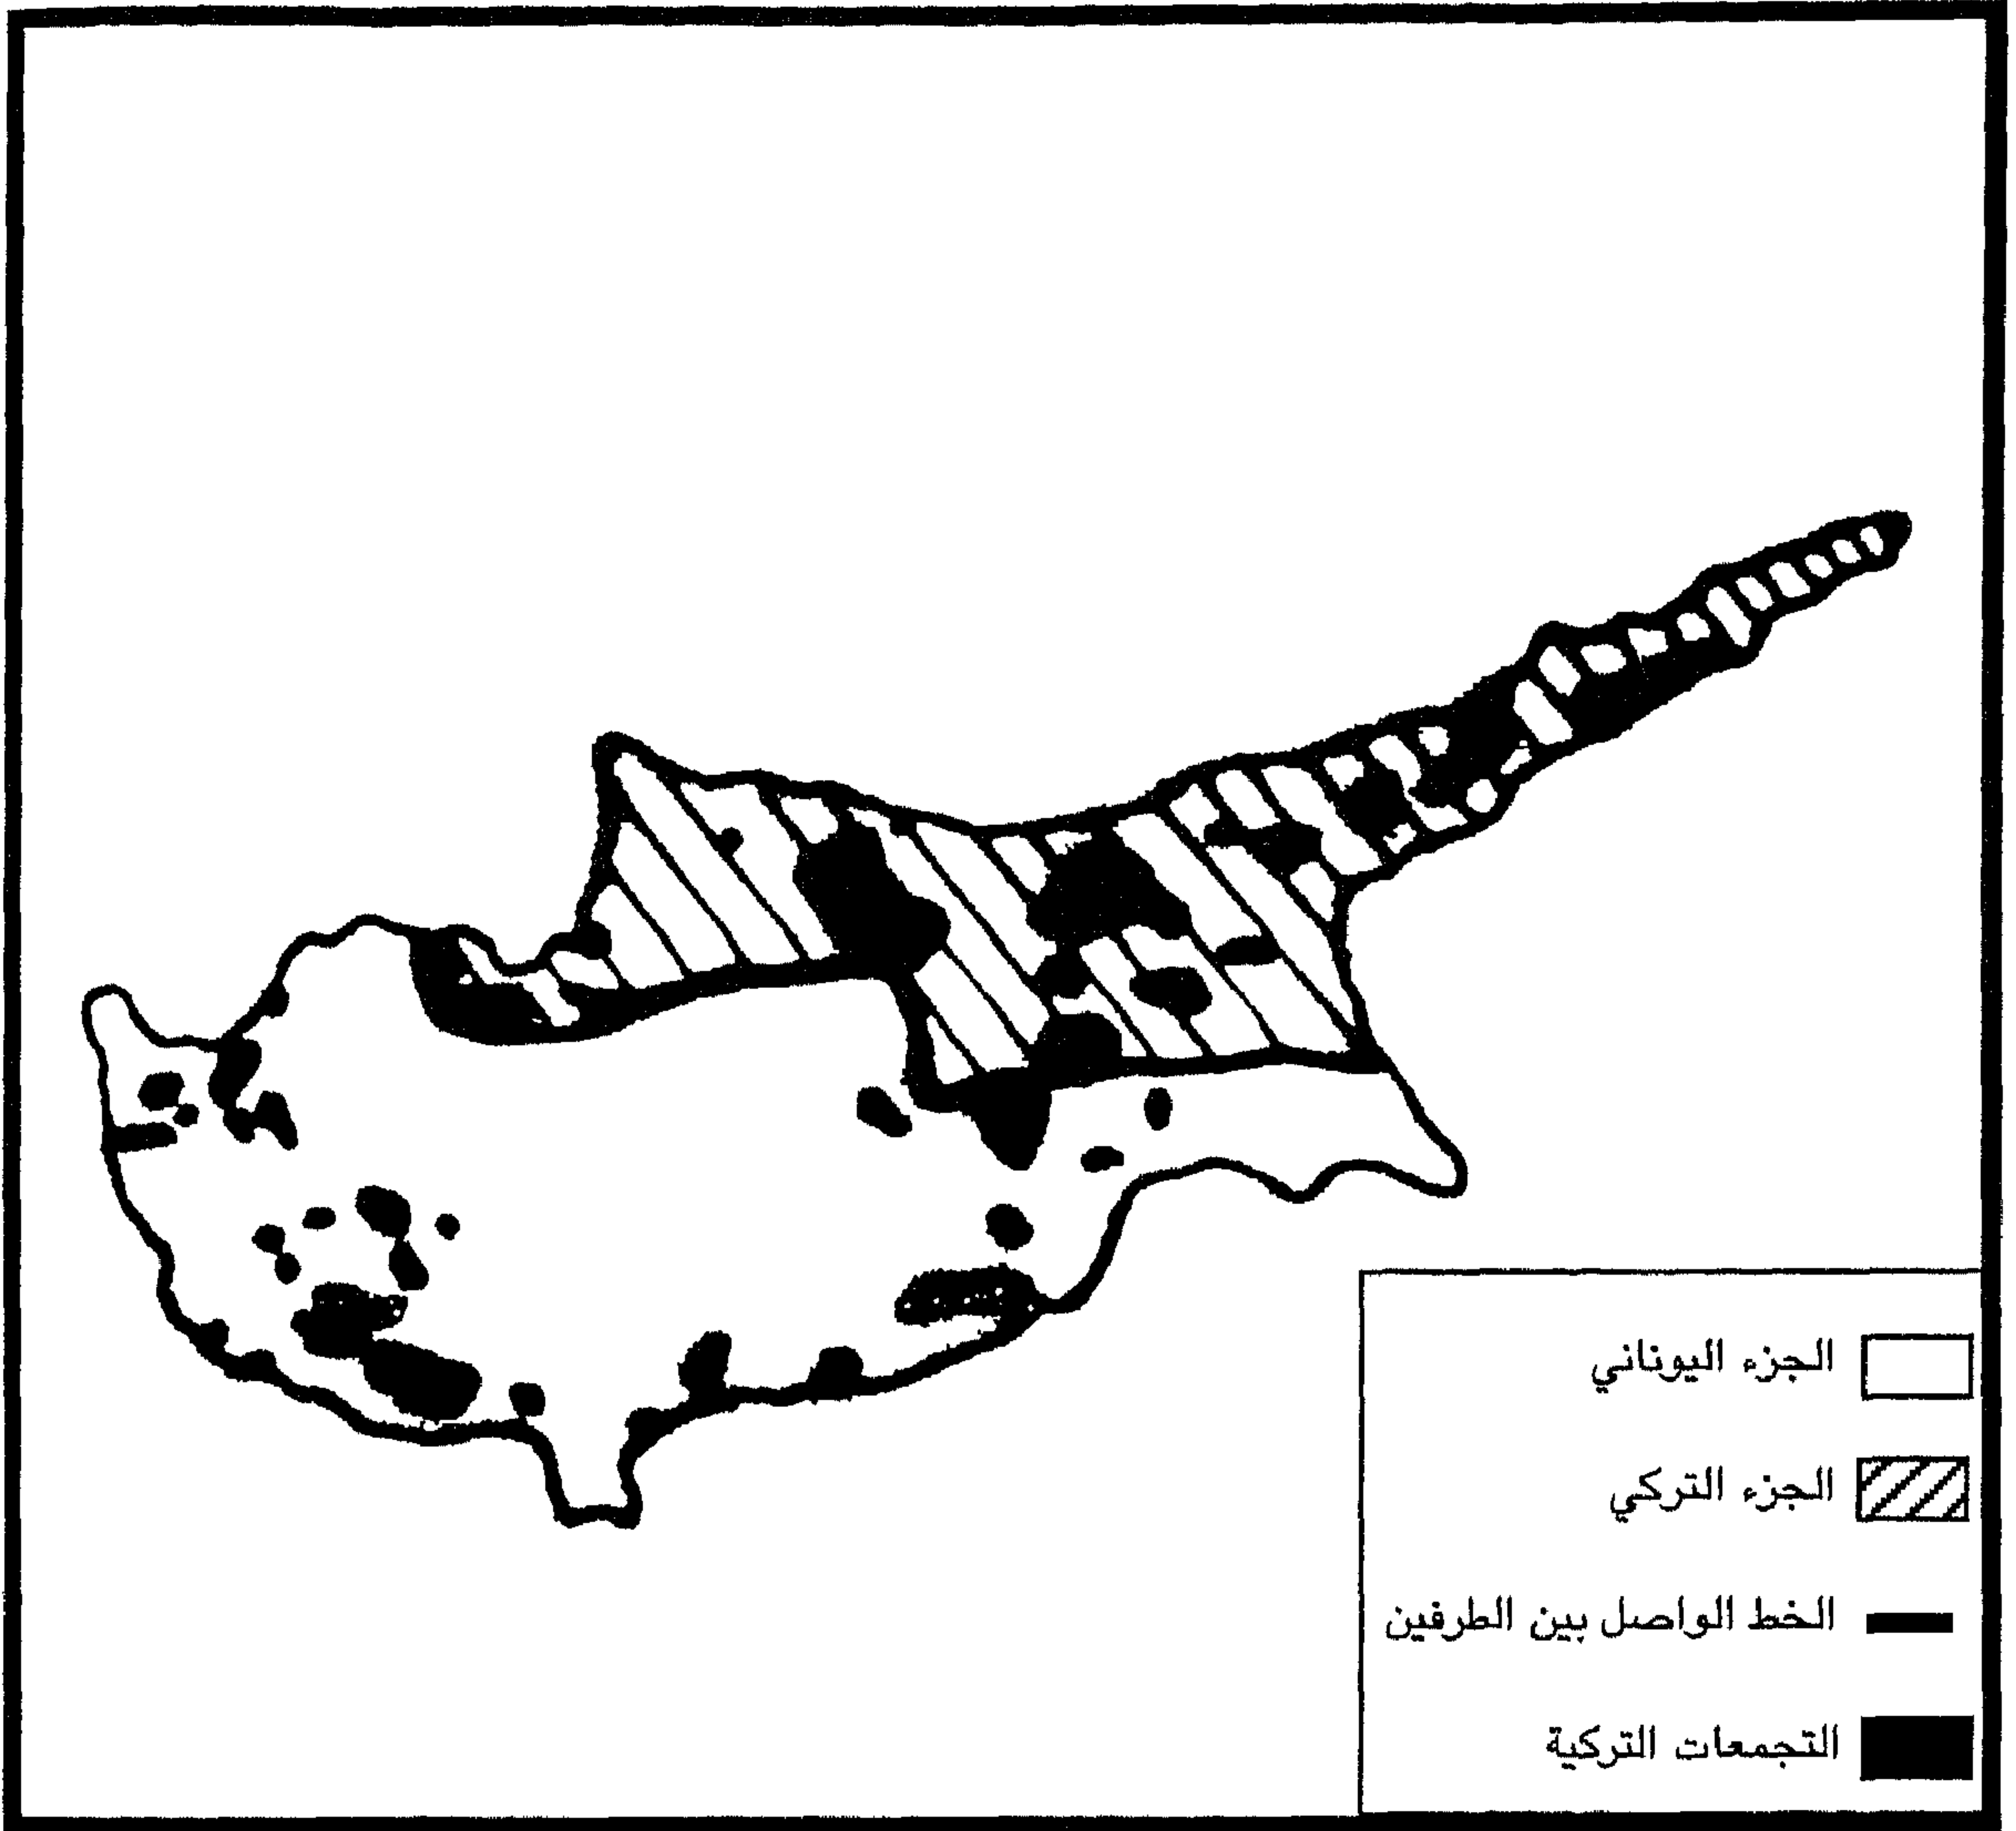 الجزء اليوناني
الجزء التركي
الخط الواصل بين الطرفين
التجمعات التركية